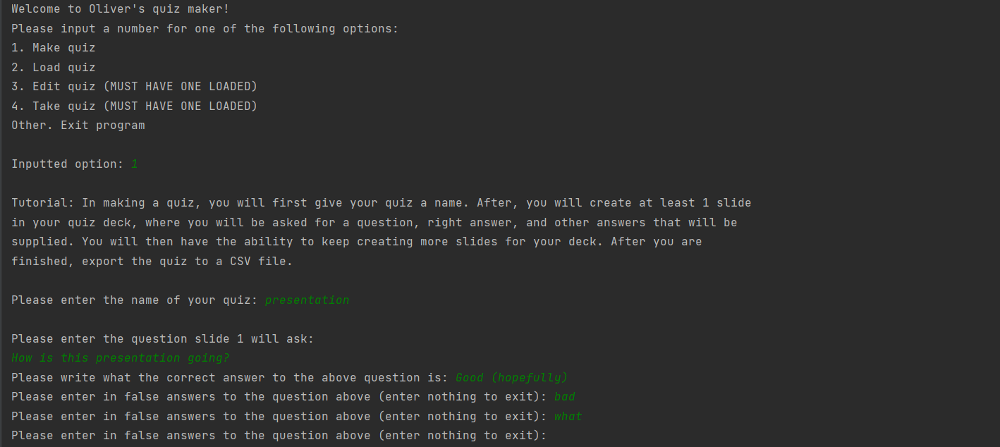 Welcome to Oliver's quiz maker!
Please input a number for one of the following options:
1. Make quiz
2. Load quiz
3. Edit quiz (MUST HAVE ONE LOADED)
4. Take quiz (MUST HAVE ONE LOADED)
Other. Exit program
Inputted option: 1
Tutorial: In making a quiz, you will first give your quiz a name. After, you will create at least 1 slide
in your quiz deck, where you will be asked for a question, right answer, and other answers that will be
supplied. You will then have the ability to keep creating more slides for your deck. After you are
finished, export the quiz to a CSV file.
Please enter the name of your quiz: presentation
Please enter the question slide 1 will ask:
How is this presentation going?
Please write what the correct answer to the above question is: Good (hopefully)
Please enter in false answers to the question above (enter nothing to exit): bad
Please enter in false answers to the question above (enter nothing to exit): what
Please enter in false answers to the question above (enter nothing to exit):